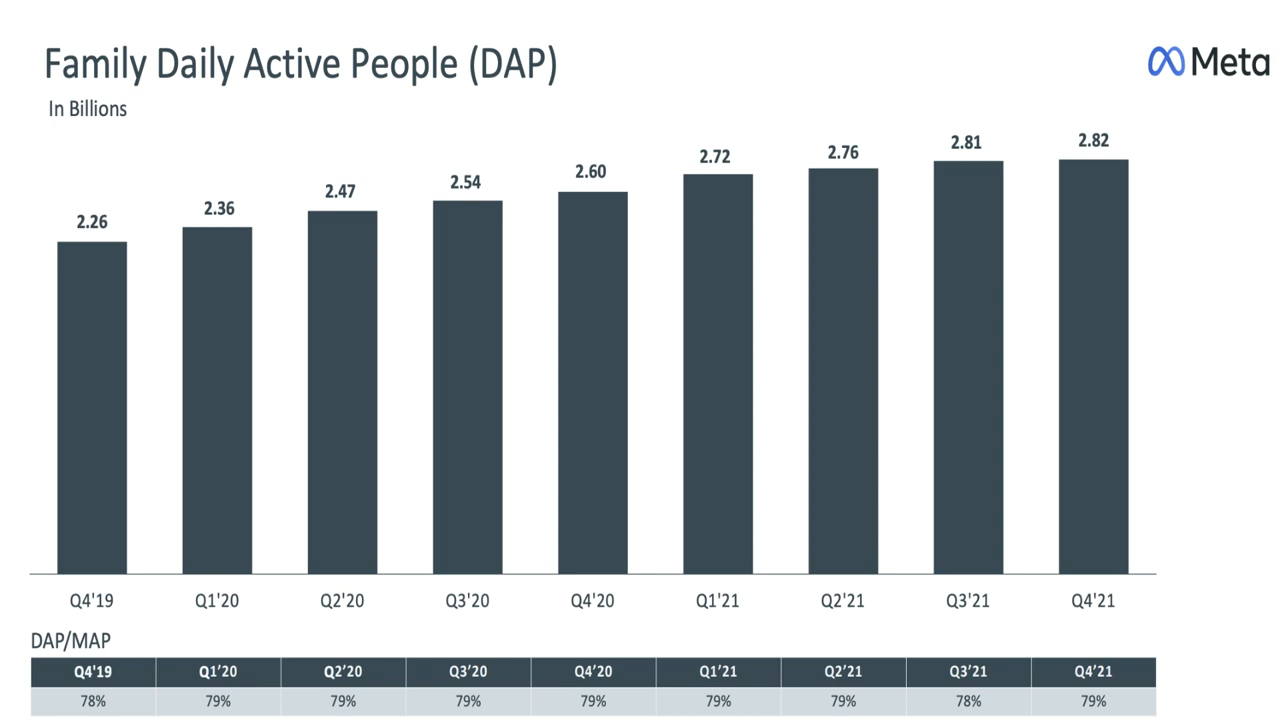 Family Daily Active People (DAP)
Meta
In Billions
2.26 2.36 2.47 2.54 2.60 2.72 2.76 2.81 2.82
Q4'19 Q1'20 Q2'20 Q3'20 Q4'20 Q1'21 Q2'21 Q3'21 Q4'21
DAP/MAP
Q4'19 Q1’20 Q2’20 Q3’20 Q4’20 Q1’21 Q2’21 Q3’21 Q4’21
78% 79% 79% 79% 79% 79% 79% 78% 79%